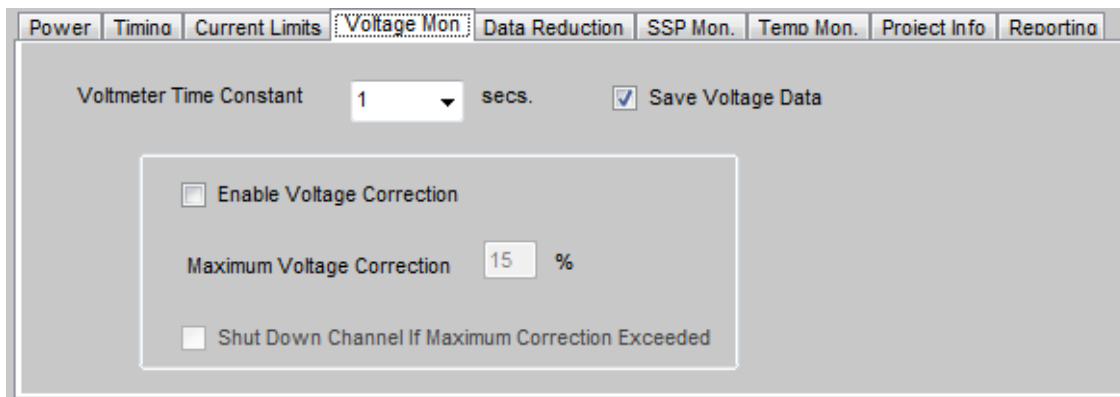 Power Timing Current Limits Voltage Mon Data Reduction SSP Mon. Temp Mon. Project Info Reporting
Voltmeter Time Constant 1 secs. Save Voltage Data
Enable Voltage Correction
Maximum Voltage Correction 15 %
Shut Down Channel If Maximum Correction Exceeded